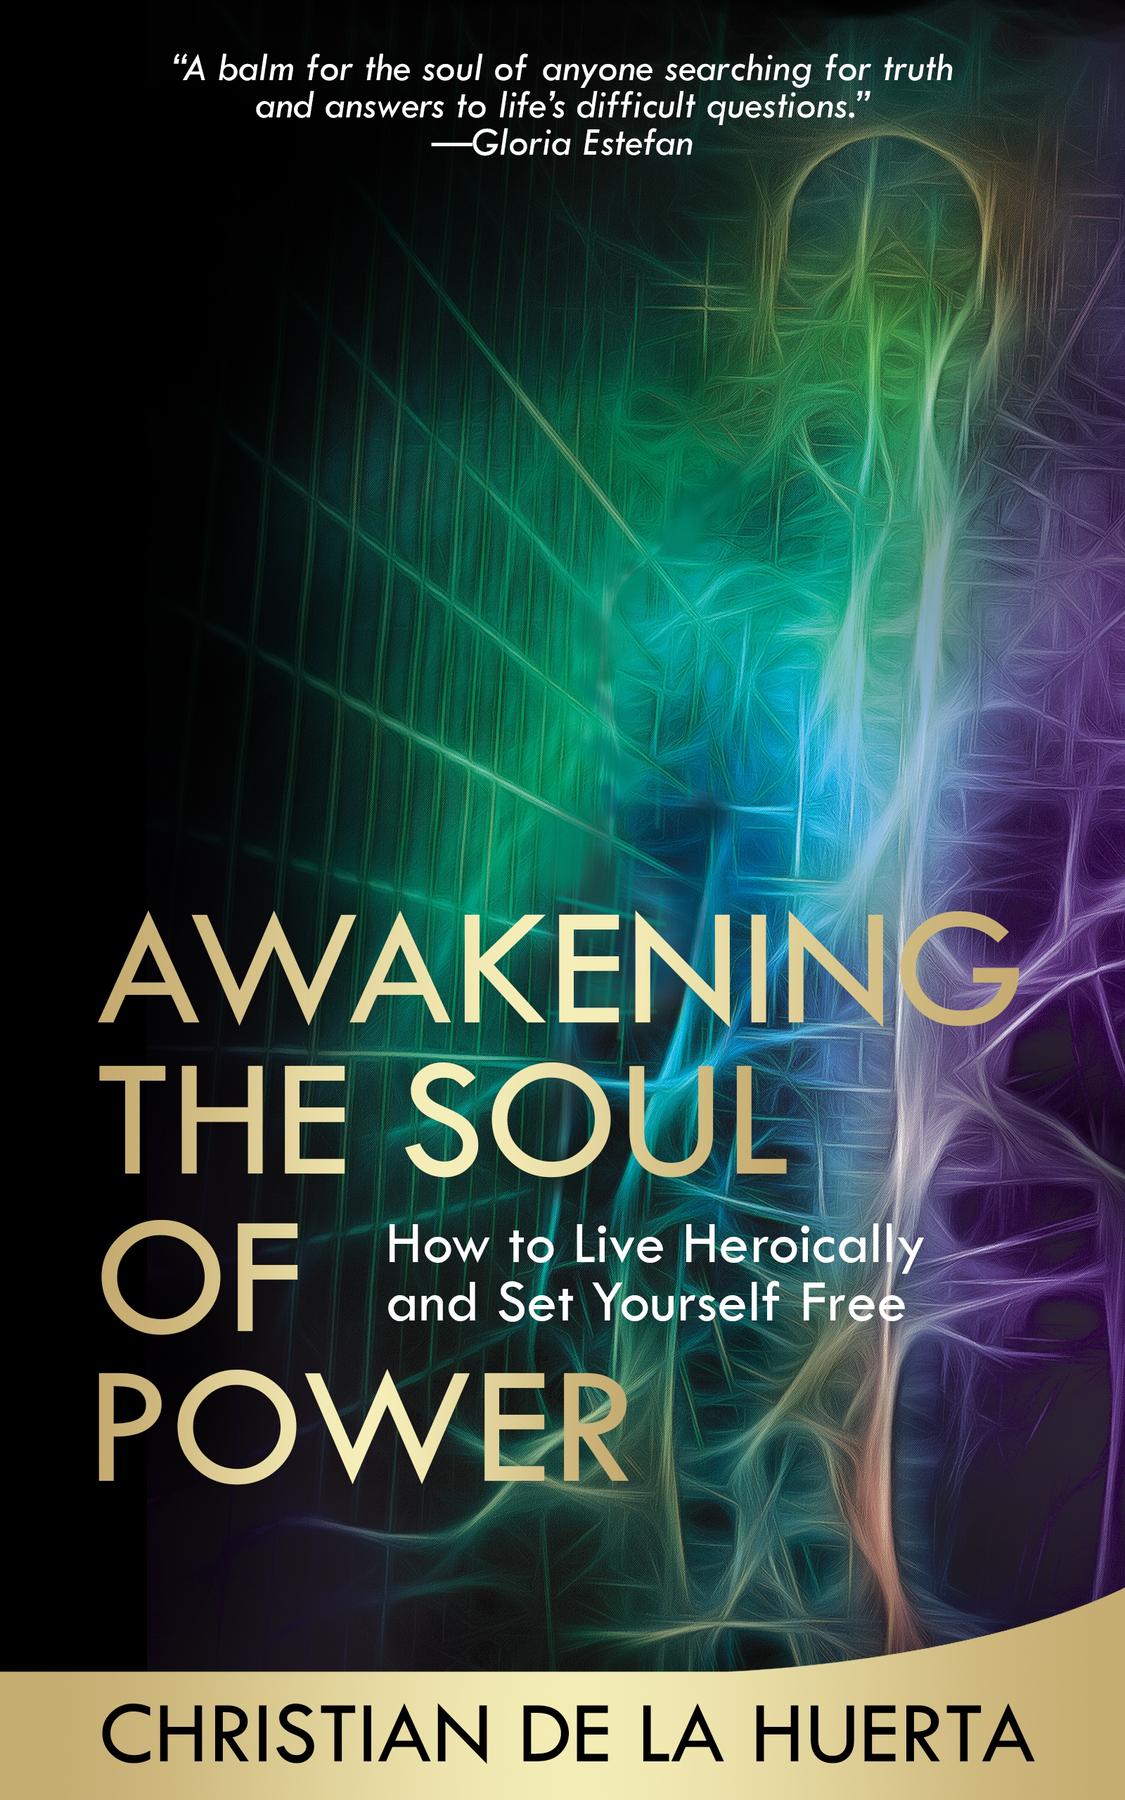 “A balm for the soul of anyone searching for truth
and answers to life’s difficult questions.”
—Gloria Estefan
AWAKENING
THE SOUL
OF
How to Live Heroically
and Set Yourself Free
POWER
CHRISTIAN DE LA HUERTA